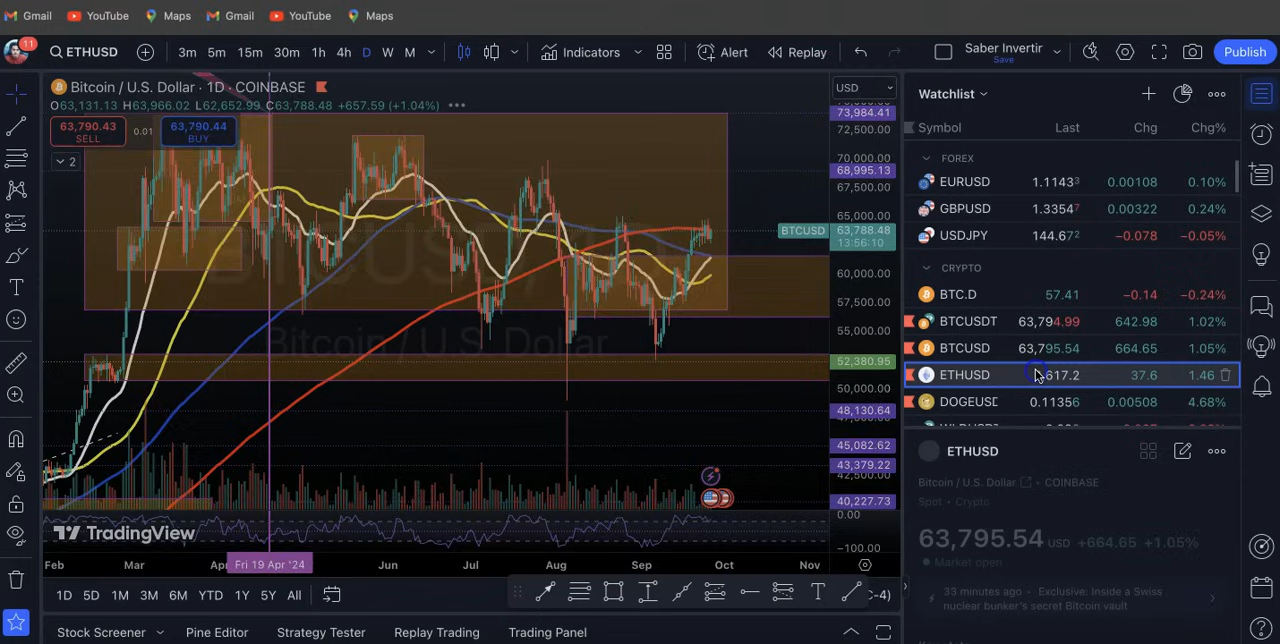 Gmail YouTube Maps Gmail YouTube Maps
11 ETHUSD 3m 5m 15m 30m 1h 4h D W M Indicators Alert Replay Saber Invertir Save Publish
Bitcoin / U.S. Dollar · 1D · COINBASE
O63,131.13 H63,966.02 L62,652.99 C63,788.48 +657.59 (+1.04%)
63,790.43 SELL 0.01 63,790.44 BUY
2
USD
73,984.41
72,500.00
70,000.00
68,995.13
67,500.00
65,000.00
BTCUSD 63,788.48
13:56:10
60,000.00
57,500.00
55,000.00
52,380.95
50,000.00
48,130.64
45,082.62
43,379.22
42,500.00
40,227.73
0.00
−100.00
Bitcoin / U.S. Dollar
TradingView
Feb Mar Apr Fri 19 Apr '24 Jun Jul Aug Sep Oct Nov
1D 5D 1M 3M 6M YTD 1Y 5Y All
C-4)
Stock Screener Pine Editor Strategy Tester Replay Trading Trading Panel
Watchlist
Symbol Last Chg Chg%
FOREX
EURUSD 1.11433 0.00108 0.10%
GBPUSD 1.33547 0.00322 0.24%
USDJPY 144.672 −0.078 −0.05%
CRYPTO
BTC.D 57.41 −0.14 −0.24%
BTCUSDT 63,794.99 642.98 1.02%
BTCUSD 63,795.54 664.65 1.05%
ETHUSD 617.2 37.6 1.46
DOGEUSD 0.11356 0.00508 4.68%
ETHUSD
Bitcoin / U.S. Dollar · COINBASE
Spot · Crypto
63,795.54 USD +664.65 +1.05%
Market open
33 minutes ago · Exclusive: Inside a Swiss
nuclear bunker's secret Bitcoin vault